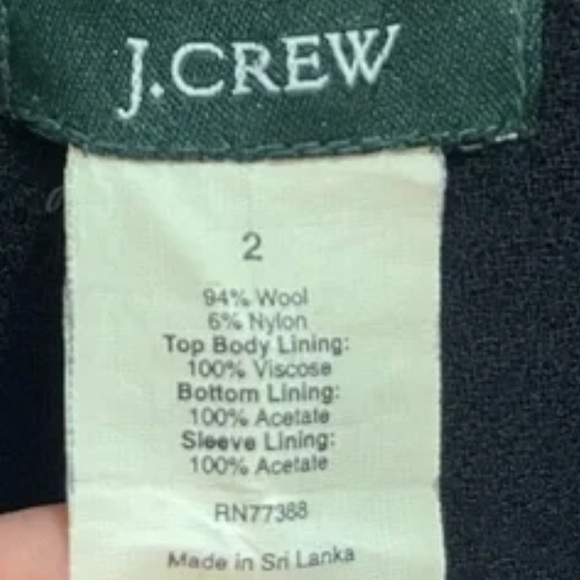 J.CREW
2
94% Wool
6% Nylon
Top Body Lining:
100% Viscose
Bottom Lining:
100% Acetate
Sleeve Lining:
100% Acetate
RN77388
Made in Sri Lanka